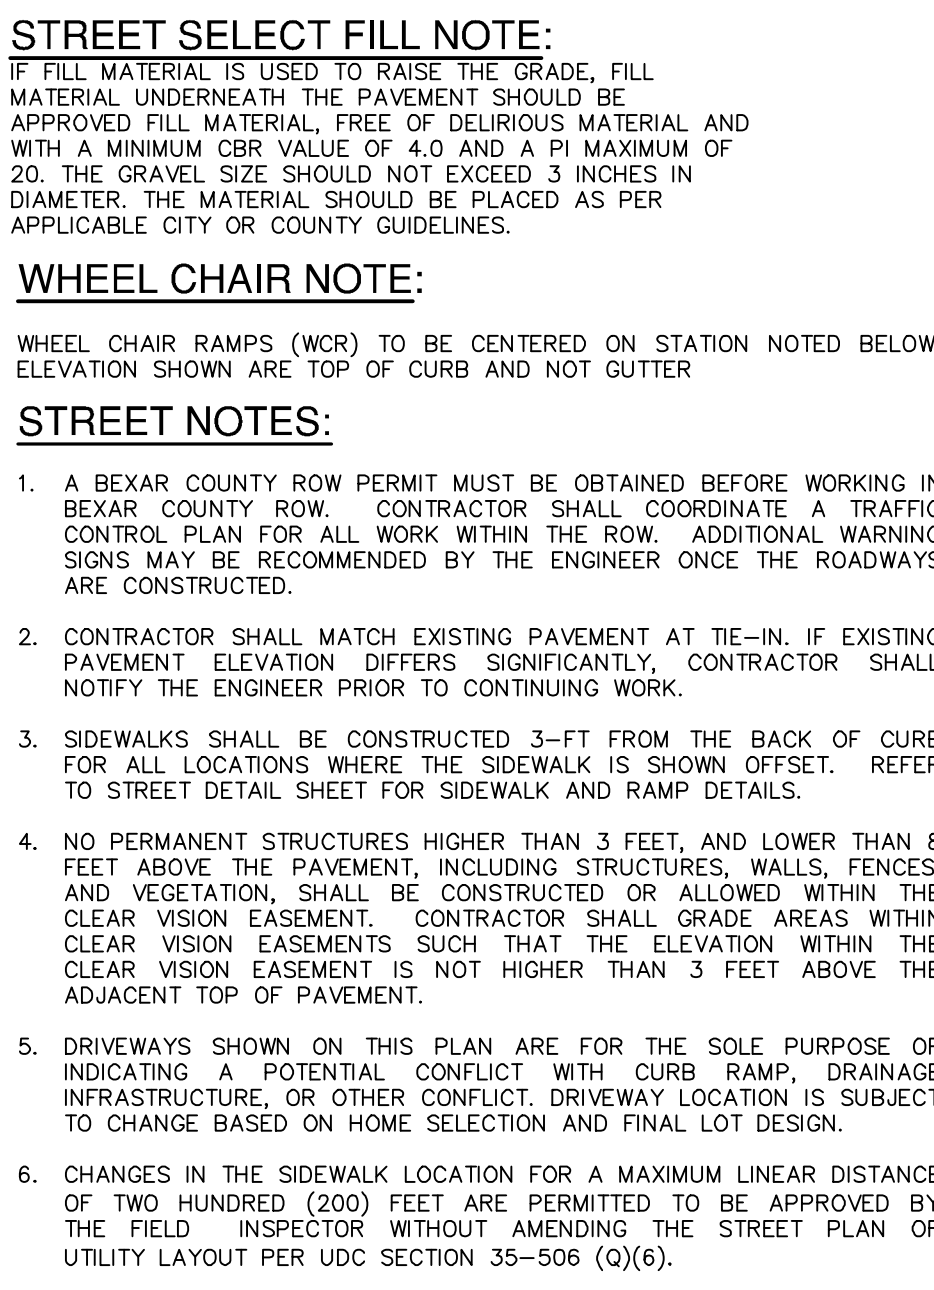 STREET SELECT FILL NOTE:
IF FILL MATERIAL IS USED TO RAISE THE GRADE, FILL
MATERIAL UNDERNEATH THE PAVEMENT SHOULD BE
APPROVED FILL MATERIAL, FREE OF DELIRIOUS MATERIAL AND
WITH A MINIMUM CBR VALUE OF 4.0 AND A PI MAXIMUM OF
20. THE GRAVEL SIZE SHOULD NOT EXCEED 3 INCHES IN
DIAMETER. THE MATERIAL SHOULD BE PLACED AS PER
APPLICABLE CITY OR COUNTY GUIDELINES.
WHEEL CHAIR NOTE:
WHEEL CHAIR RAMPS (WCR) TO BE CENTERED ON STATION NOTED BELOW
ELEVATION SHOWN ARE TOP OF CURB AND NOT GUTTER
STREET NOTES:
1. A BEXAR COUNTY ROW PERMIT MUST BE OBTAINED BEFORE WORKING IN
BEXAR COUNTY ROW. CONTRACTOR SHALL COORDINATE A TRAFFIC
CONTROL PLAN FOR ALL WORK WITHIN THE ROW. ADDITIONAL WARNING
SIGNS MAY BE RECOMMENDED BY THE ENGINEER ONCE THE ROADWAYS
ARE CONSTRUCTED.
2. CONTRACTOR SHALL MATCH EXISTING PAVEMENT AT TIE-IN. IF EXISTING
PAVEMENT ELEVATION DIFFERS SIGNIFICANTLY, CONTRACTOR SHALL
NOTIFY THE ENGINEER PRIOR TO CONTINUING WORK.
3. SIDEWALKS SHALL BE CONSTRUCTED 3-FT FROM THE BACK OF CURB
FOR ALL LOCATIONS WHERE THE SIDEWALK IS SHOWN OFFSET. REFER
TO STREET DETAIL SHEET FOR SIDEWALK AND RAMP DETAILS.
4. NO PERMANENT STRUCTURES HIGHER THAN 3 FEET, AND LOWER THAN 8
FEET ABOVE THE PAVEMENT, INCLUDING STRUCTURES, WALLS, FENCES,
AND VEGETATION, SHALL BE CONSTRUCTED OR ALLOWED WITHIN THE
CLEAR VISION EASEMENT. CONTRACTOR SHALL GRADE AREAS WITHIN
CLEAR VISION EASEMENTS SUCH THAT THE ELEVATION WITHIN THE
CLEAR VISION EASEMENT IS NOT HIGHER THAN 3 FEET ABOVE THE
ADJACENT TOP OF PAVEMENT.
5. DRIVEWAYS SHOWN ON THIS PLAN ARE FOR THE SOLE PURPOSE OF
INDICATING A POTENTIAL CONFLICT WITH CURB RAMP, DRAINAGE
INFRASTRUCTURE, OR OTHER CONFLICT. DRIVEWAY LOCATION IS SUBJECT
TO CHANGE BASED ON HOME SELECTION AND FINAL LOT DESIGN.
6. CHANGES IN THE SIDEWALK LOCATION FOR A MAXIMUM LINEAR DISTANCE
OF TWO HUNDRED (200) FEET ARE PERMITTED TO BE APPROVED BY
THE FIELD INSPECTOR WITHOUT AMENDING THE STREET PLAN OR
UTILITY LAYOUT PER UDC SECTION 35-506 (Q)(6).